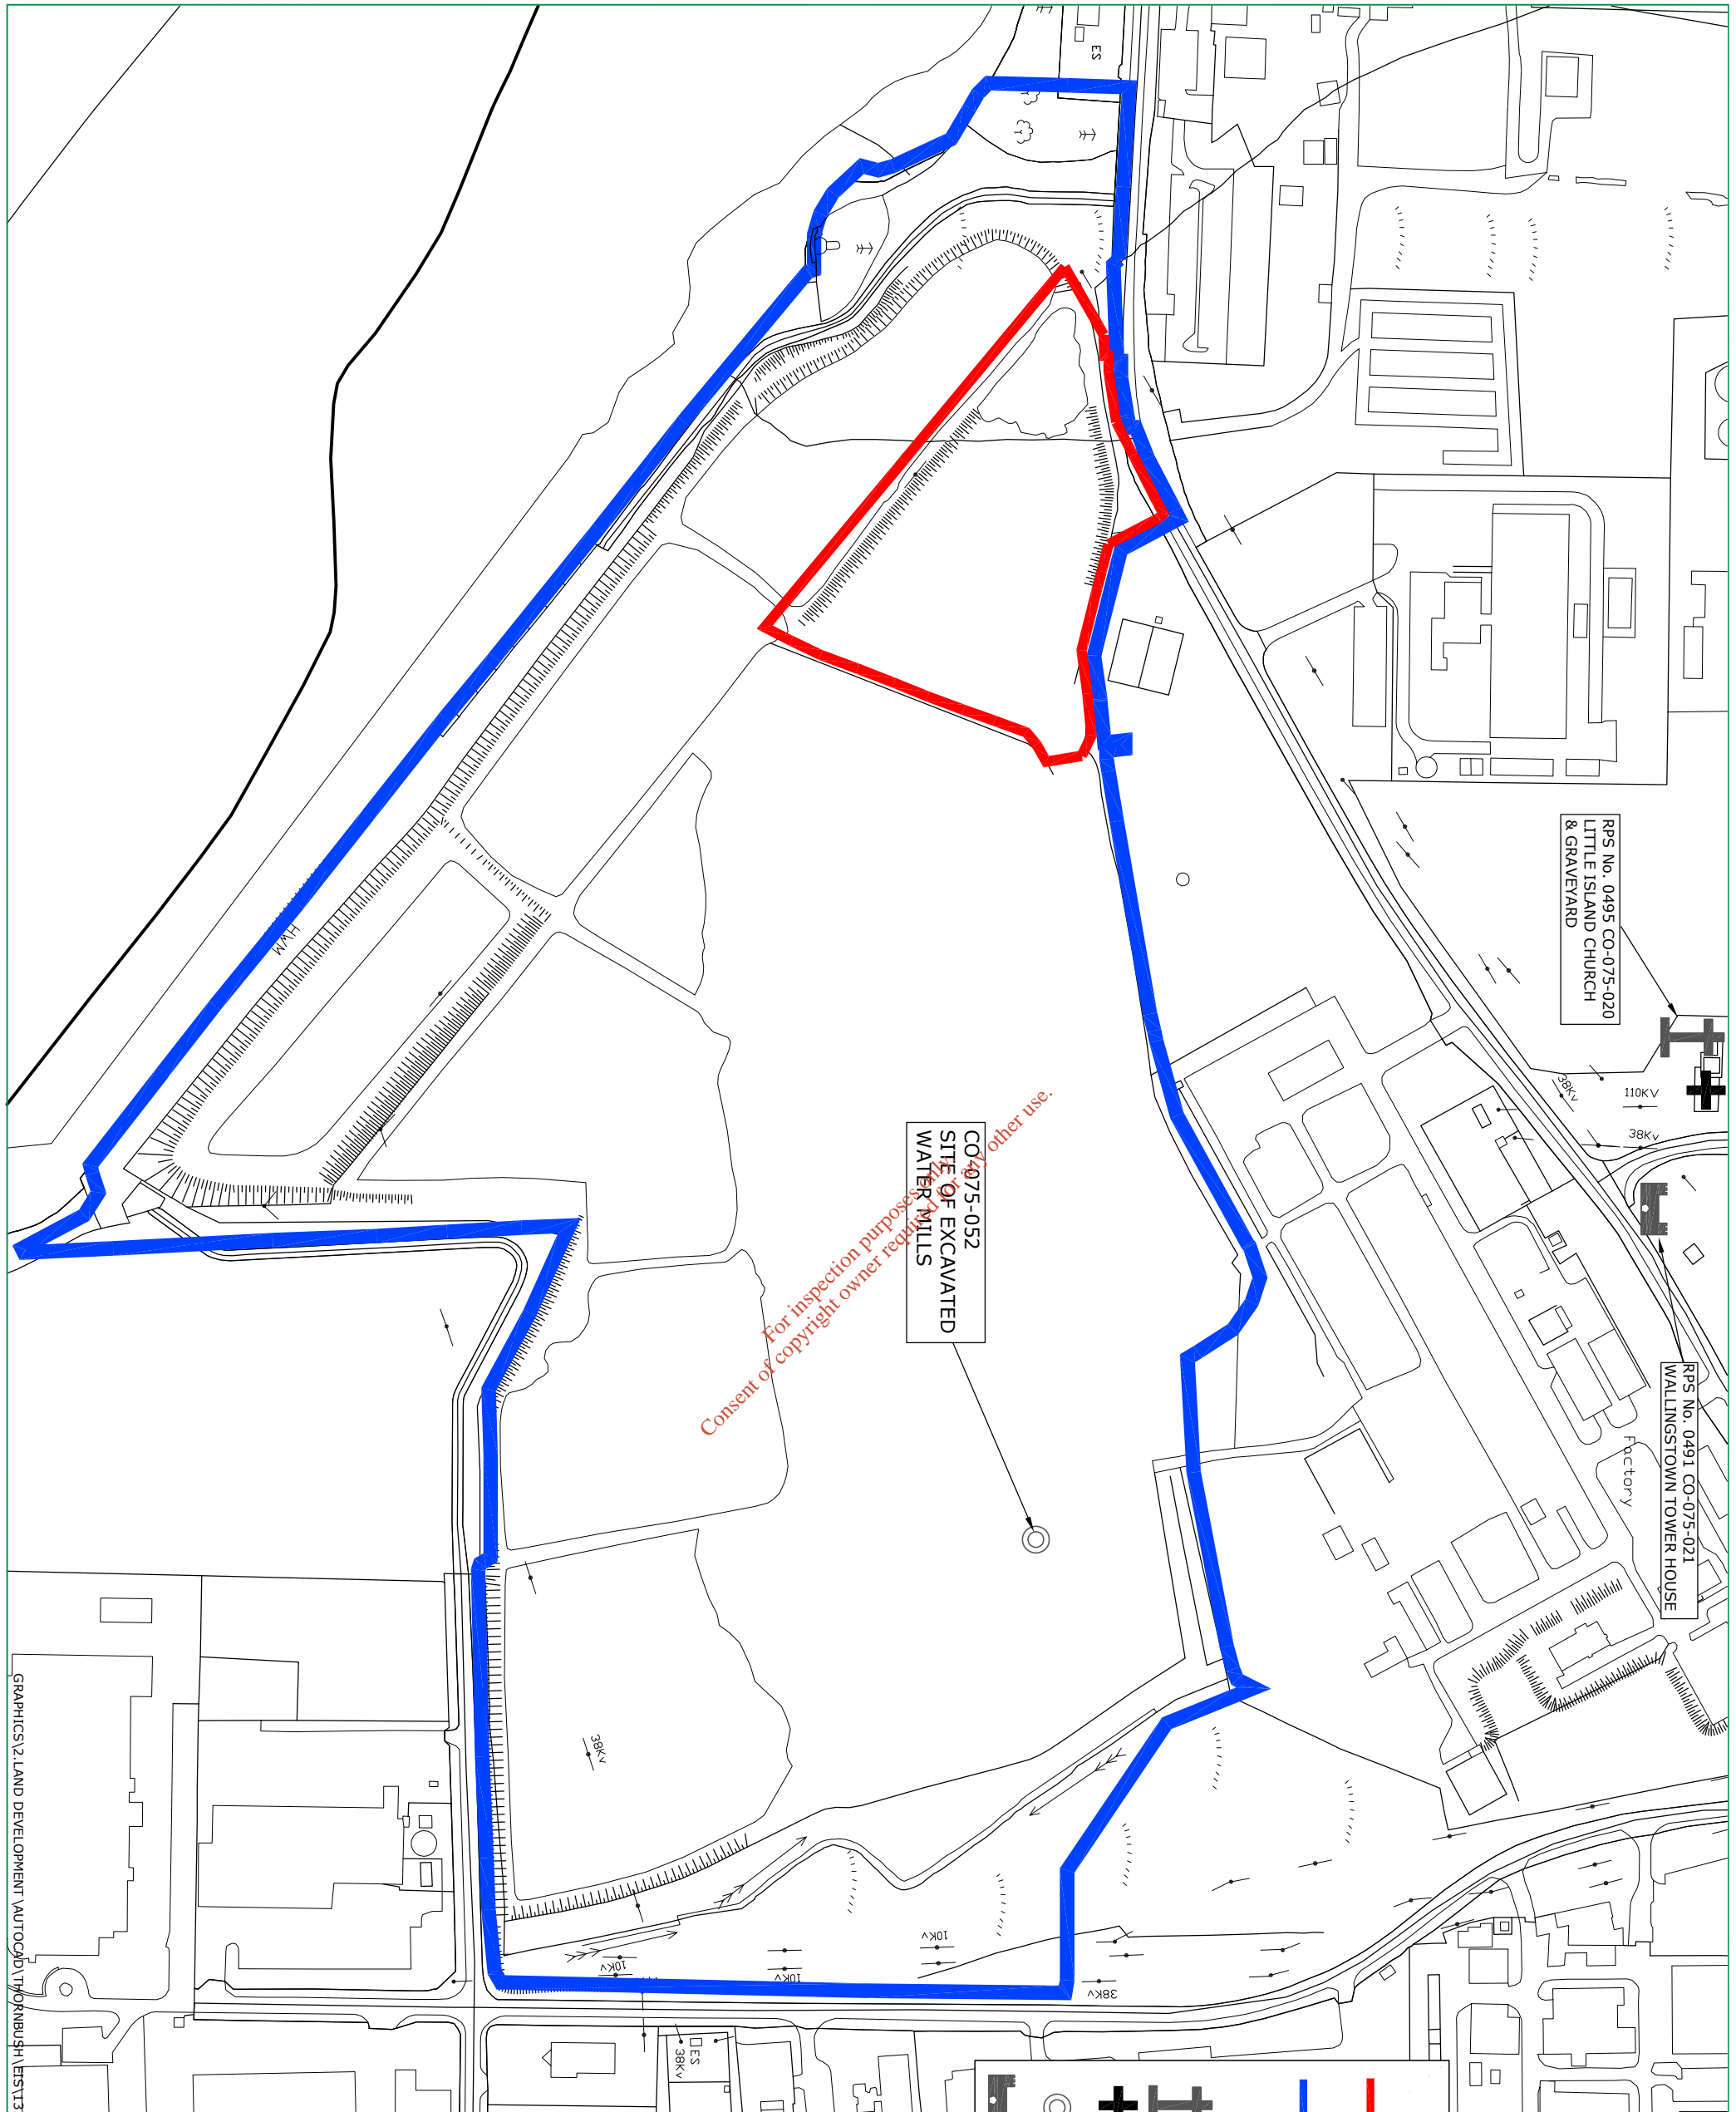 ES
RPS No. 0495 CO-075-020
LITTLE ISLAND CHURCH
& GRAVEYARD
38Kv
110KV
38Kv
HWM
CO-075-052
SITE OF EXCAVATED
WATER MILLS
For inspection purposes only.
Consent of copyright owner required for any other use.
RPS No. 0491 CO-075-021
WALLINGSTOWN TOWER HOUSE
Factory
38Kv
10Kv
10Kv
10Kv
38Kv
ES
38Kv
GRAPHICS\2.LAND DEVELOPMENT\AUTOCAD\THORNBUSH\EIS\13